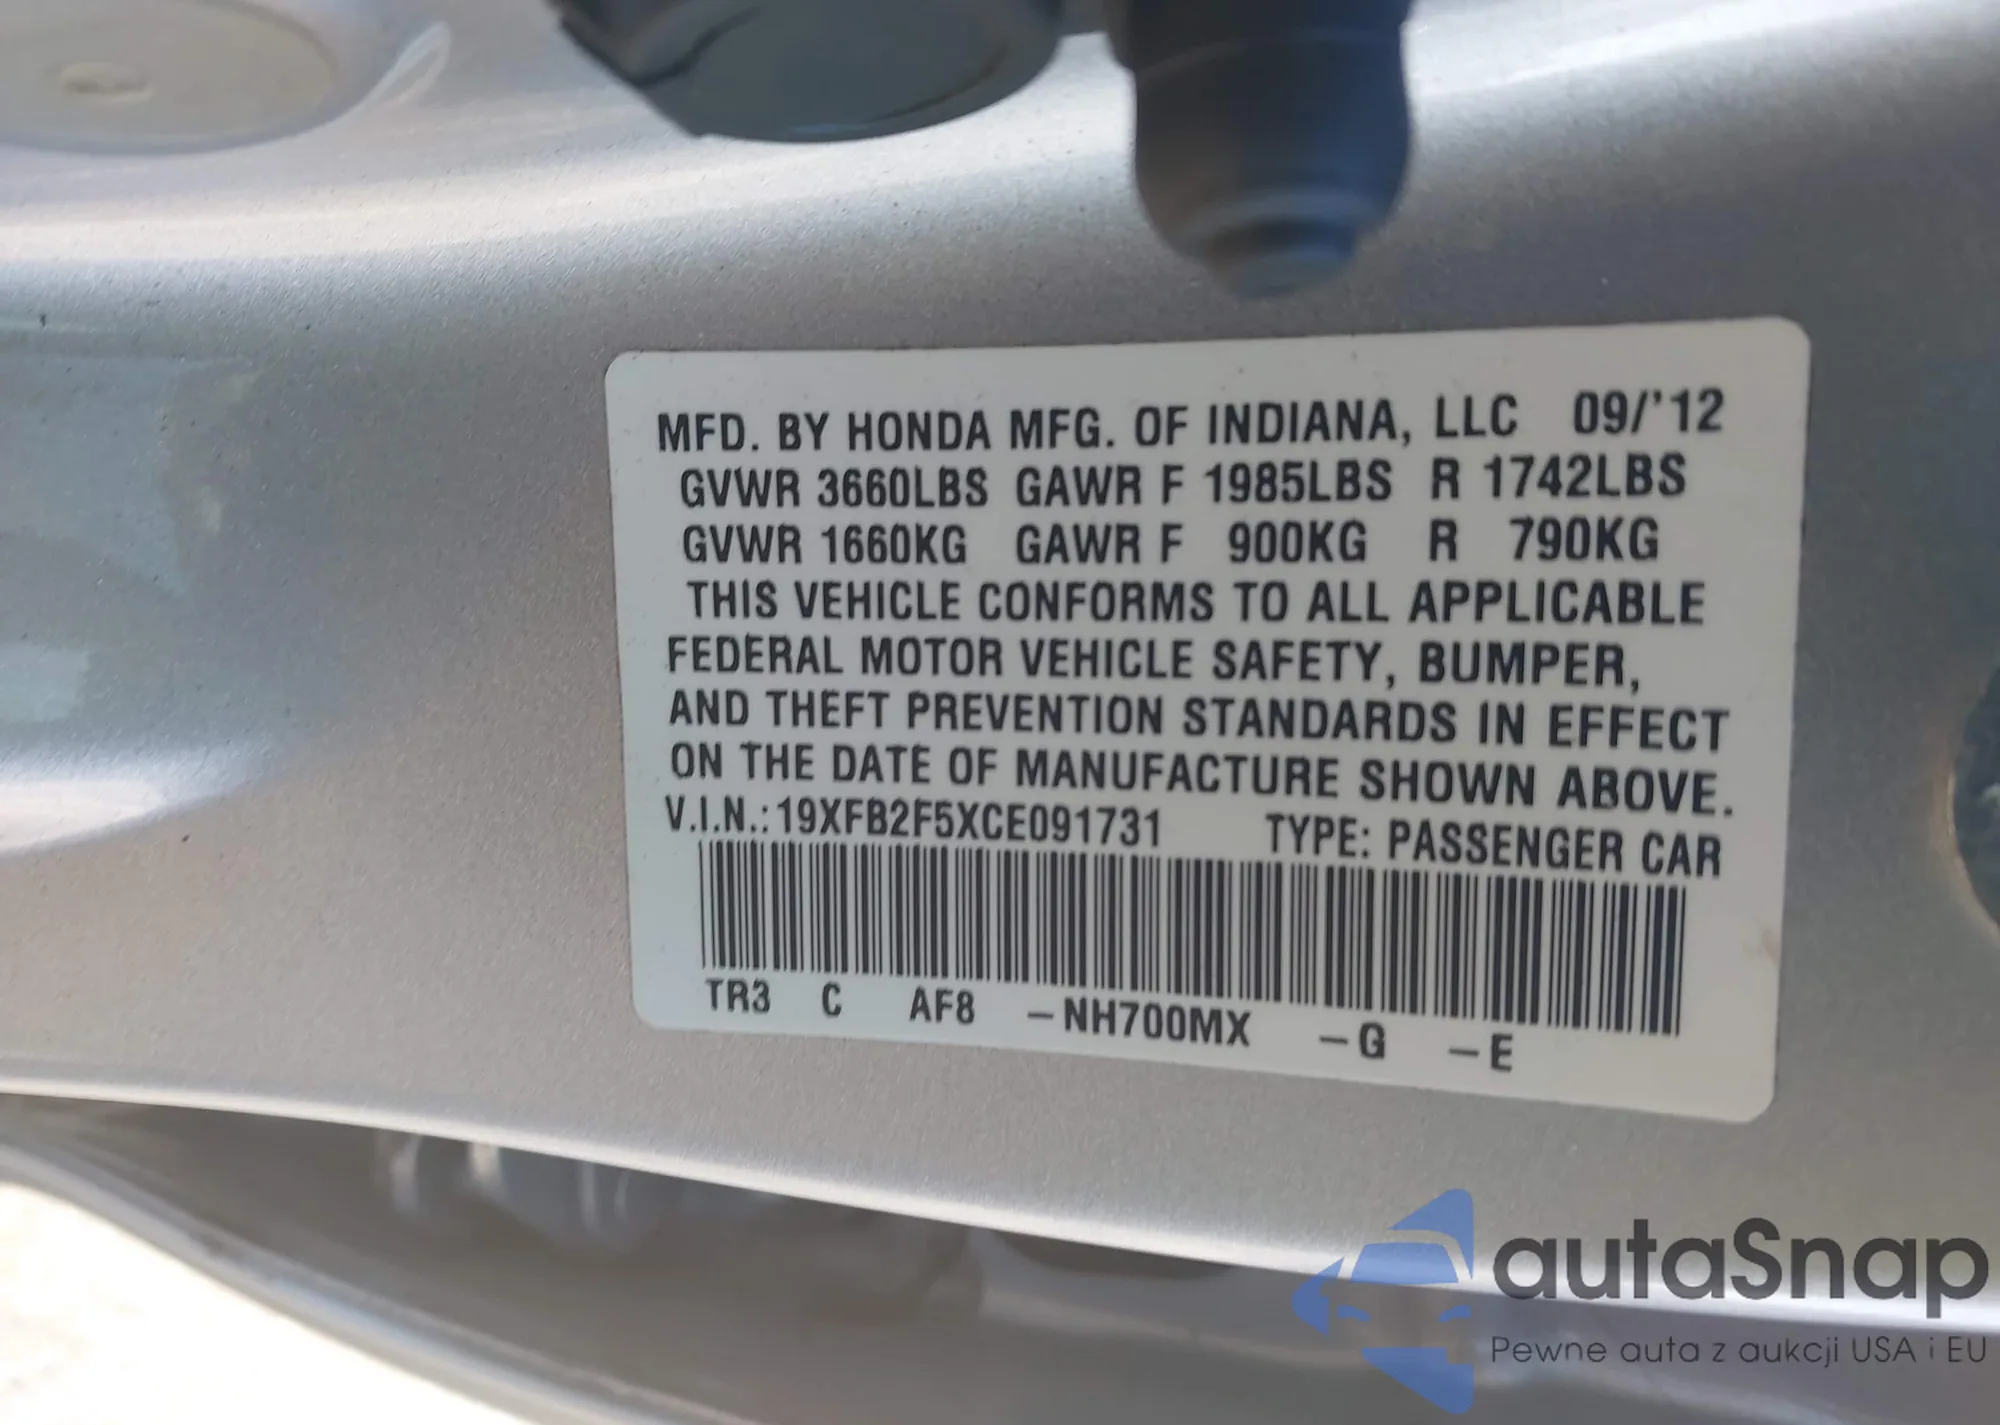 MFD. BY HONDA MFG. OF INDIANA, LLC 09/'12
GVWR 3660LBS GAWR F 1985LBS R 1742LBS
GVWR 1660KG GAWR F 900KG R 790KG
THIS VEHICLE CONFORMS TO ALL APPLICABLE
FEDERAL MOTOR VEHICLE SAFETY, BUMPER,
AND THEFT PREVENTION STANDARDS IN EFFECT
ON THE DATE OF MANUFACTURE SHOWN ABOVE.
V.I.N.: 19XFB2F5XCE091731 TYPE: PASSENGER CAR
TR3 C AF8 –NH700MX –G –E
autaSnap
Pewne auta z aukcji USA i EU